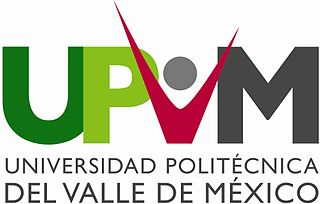 UPVM
UNIVERSIDAD POLITÉCNICA
DEL VALLE DE MÉXICO